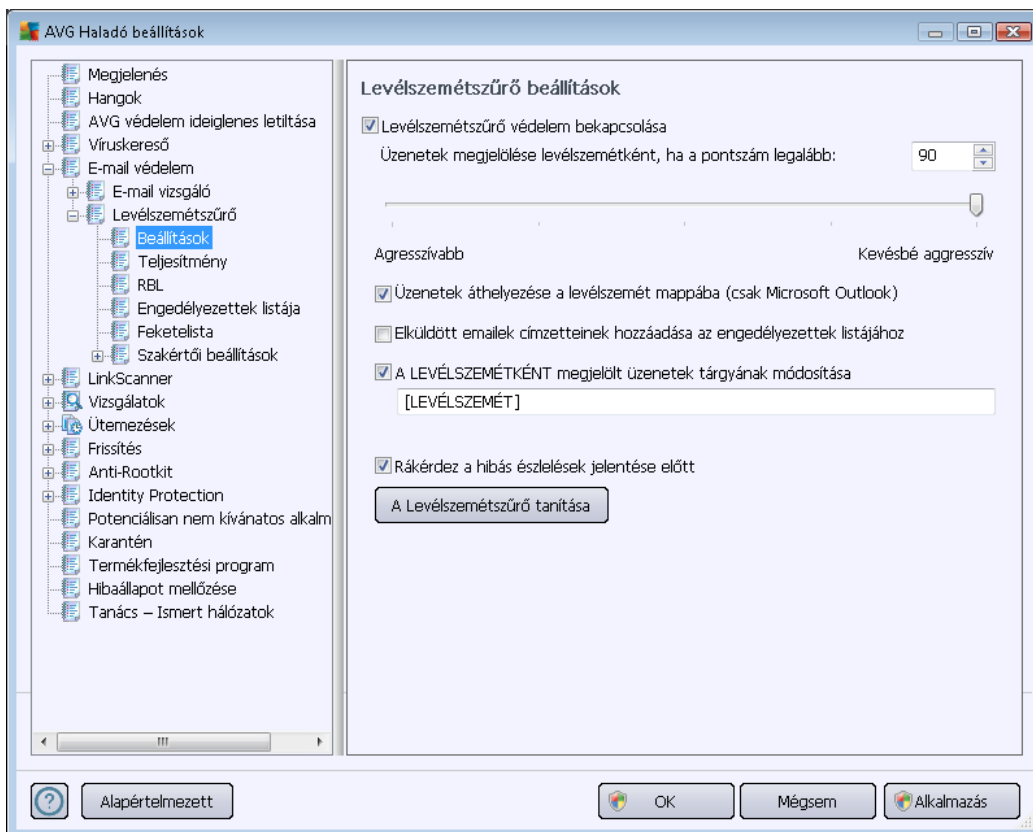 AVG Haladó beállítások
Megjelenés
Hangok
AVG védelem ideiglenes letiltása
Víruskereső
E-mail védelem
E-mail vizsgáló
Levélszemétszűrő
Beállítások
Teljesítmény
RBL
Engedélyezettek listája
Feketelista
Szakértői beállítások
LinkScanner
Vizsgálatok
Ütemezések
Frissítés
Anti-Rootkit
Identity Protection
Potenciálisan nem kívánatos alkalm
Karantén
Termékfejlesztési program
Hibaállapot mellőzése
Tanács – Ismert hálózatok
Levélszemétszűrő beállítások
Levélszemétszűrő védelem bekapcsolása
Üzenetek megjelölése levélszemétként, ha a pontszám legalább: 90
Agresszívabb Kevésbé aggresszív
Üzenetek áthelyezése a levélszemét mappába (csak Microsoft Outlook)
Elküldött emailek címzetteinek hozzáadása az engedélyezettek listájához
A LEVÉLSZEMÉTKÉNT megjelölt üzenetek tárgyának módosítása
[LEVÉLSZEMÉT]
Rákérdez a hibás észlelések jelentése előtt
A Levélszemétszűrő tanítása
Alapértelmezett OK Mégsem Alkalmazás